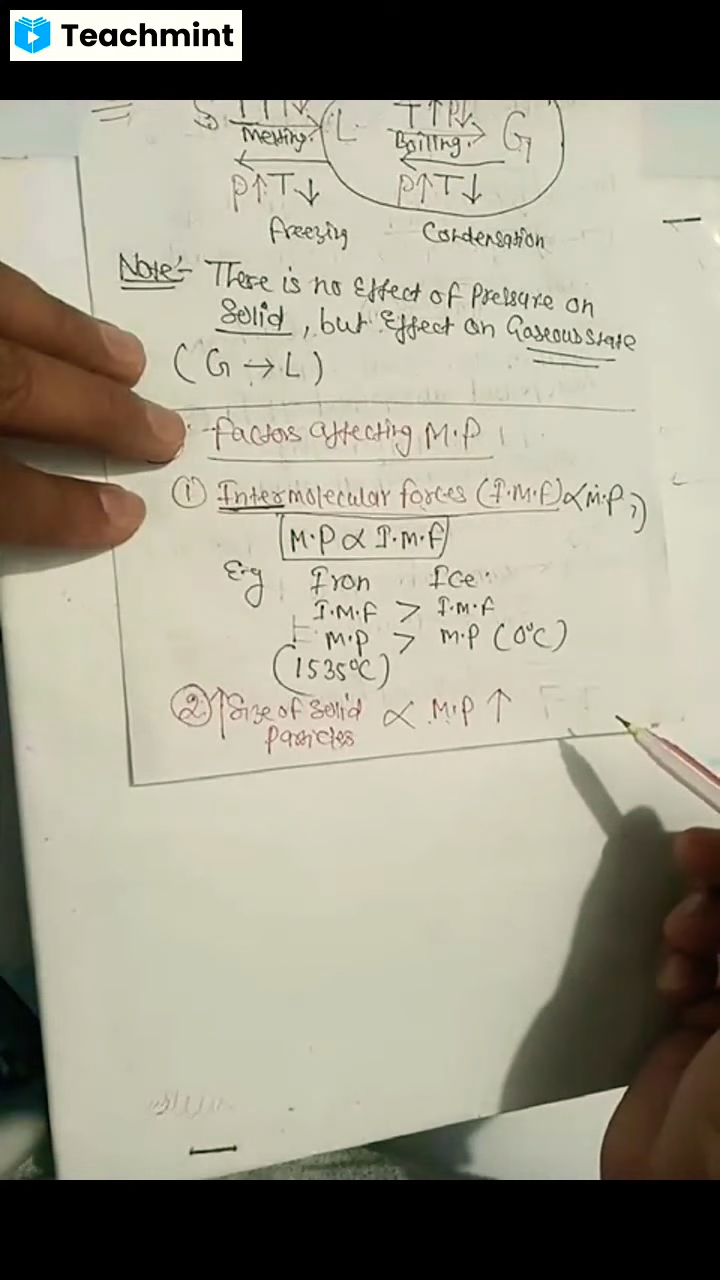 Teachmint
S T↑P↓ L T↑P↓ G
Melting Boiling
P↑T↓ P↑T↓
Freezing Condensation
Note:- There is no Effect of Pressure on
Solid, but Effect on Gaseous state
(G → L)
Factors affecting M.P
① Intermolecular forces (I.M.F) ∝ M.P,
M.P ∝ I.M.F
E.g Iron Ice
I.M.F > I.M.F
M.P > M.P (0°C)
(1535°C)
② ↑Size of Solid ∝ M.P ↑
Particles